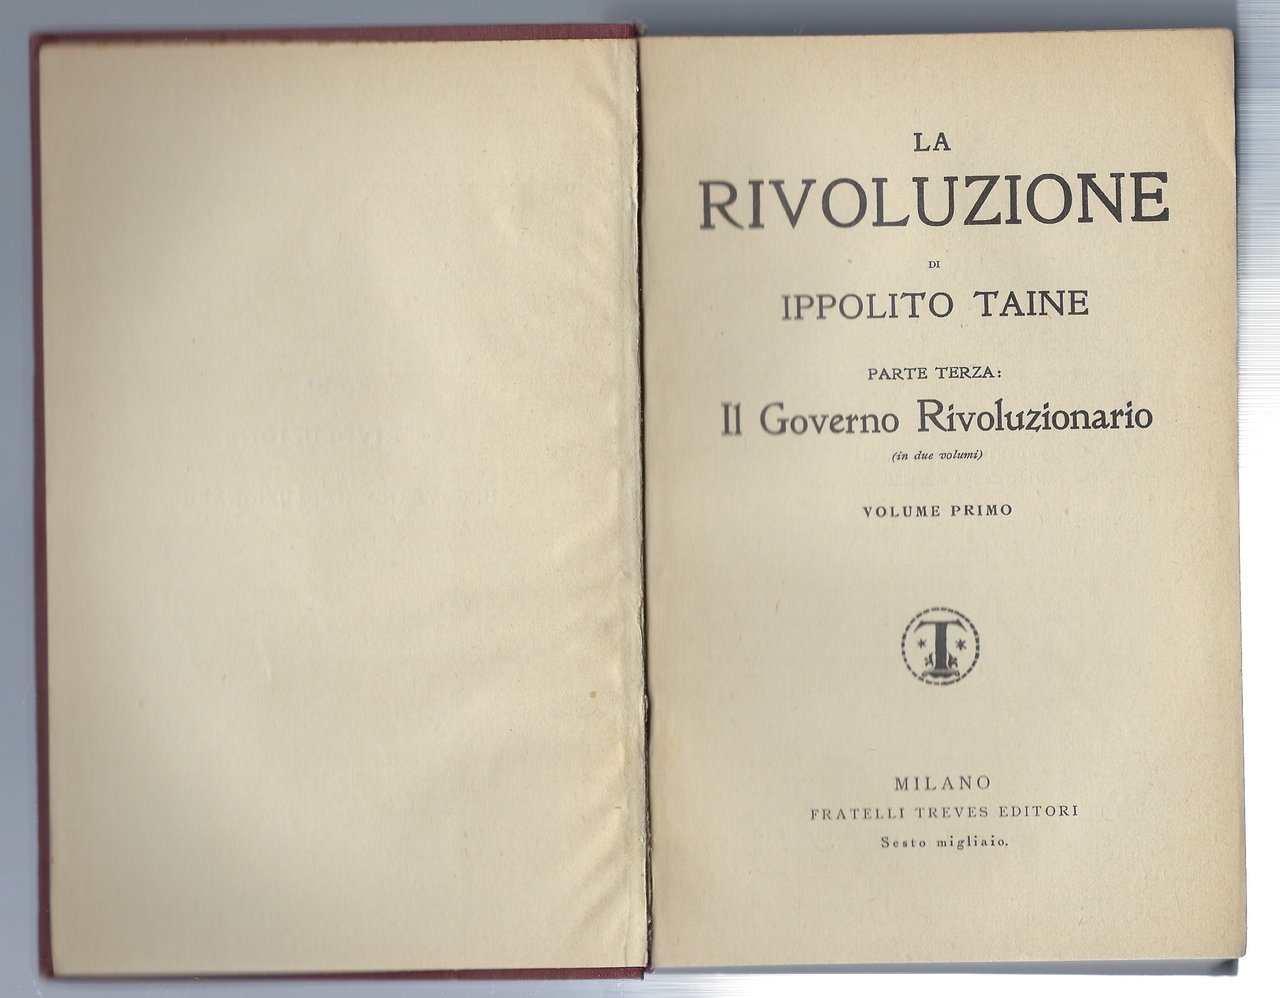 LA
RIVOLUZIONE
DI
IPPOLITO TAINE
PARTE TERZA:
Il Governo Rivoluzionario
(in due volumi)
VOLUME PRIMO
T
MILANO
FRATELLI TREVES EDITORI
Sesto migliaio.